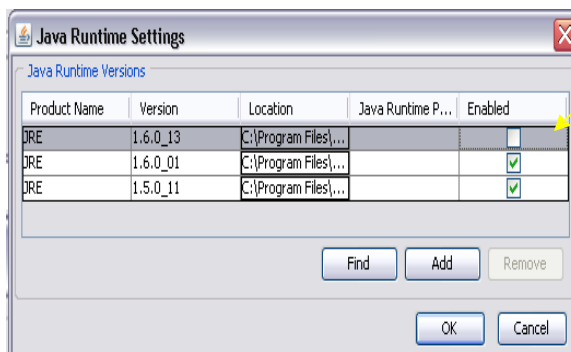 Java Runtime Settings
Java Runtime Versions
Product Name Version Location Java Runtime P... Enabled
JRE 1.6.0_13 C:\Program Files\...
JRE 1.6.0_01 C:\Program Files\...
JRE 1.5.0_11 C:\Program Files\...
Find Add Remove
OK Cancel